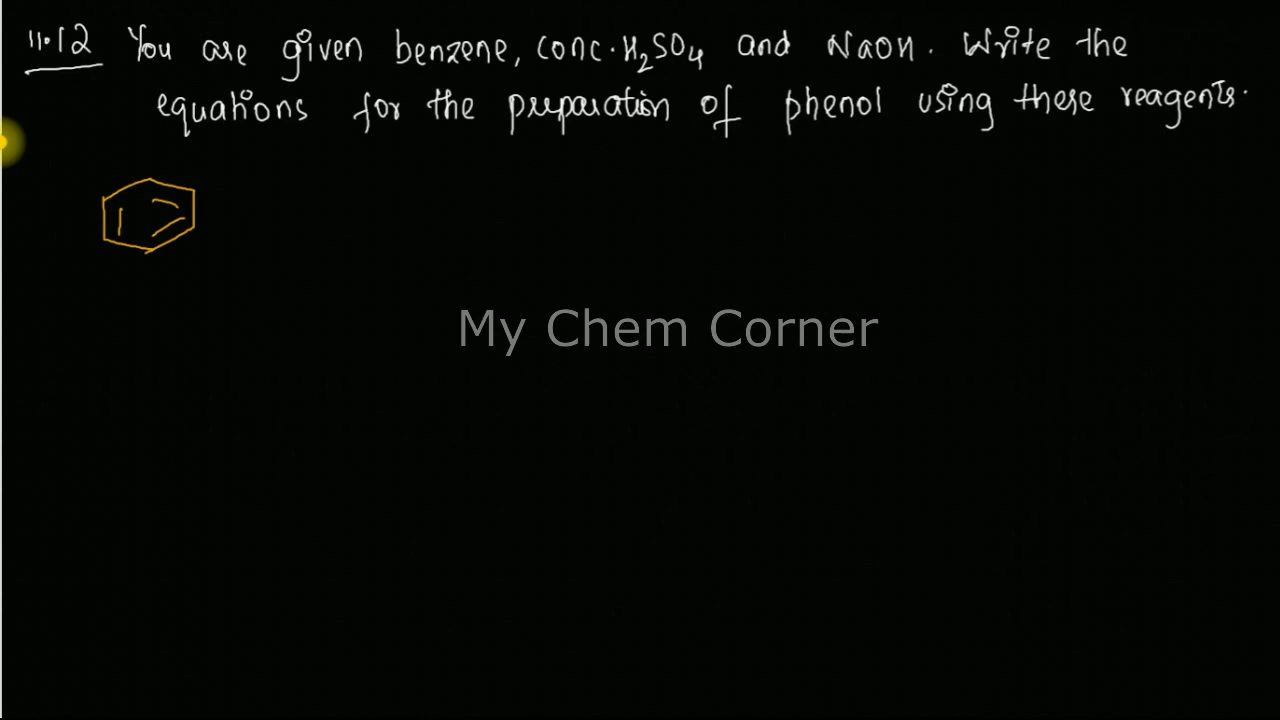 11.12 You are given benzene, conc. H₂SO₄ and NaOH. Write the
equations for the preparation of phenol using these reagents.
My Chem Corner